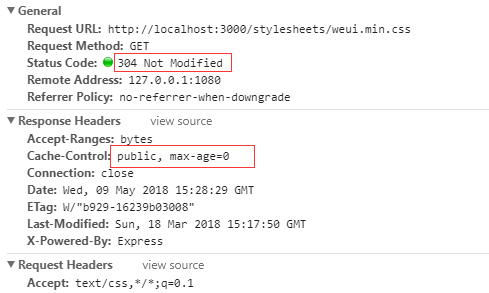 General
Request URL: http://localhost:3000/stylesheets/weui.min.css
Request Method: GET
Status Code: 304 Not Modified
Remote Address: 127.0.0.1:1080
Referrer Policy: no-referrer-when-downgrade
Response Headers view source
Accept-Ranges: bytes
Cache-Control: public, max-age=0
Connection: close
Date: Wed, 09 May 2018 15:28:29 GMT
ETag: W/"b929-16239b03008"
Last-Modified: Sun, 18 Mar 2018 15:17:50 GMT
X-Powered-By: Express
Request Headers view source
Accept: text/css,*/*;q=0.1